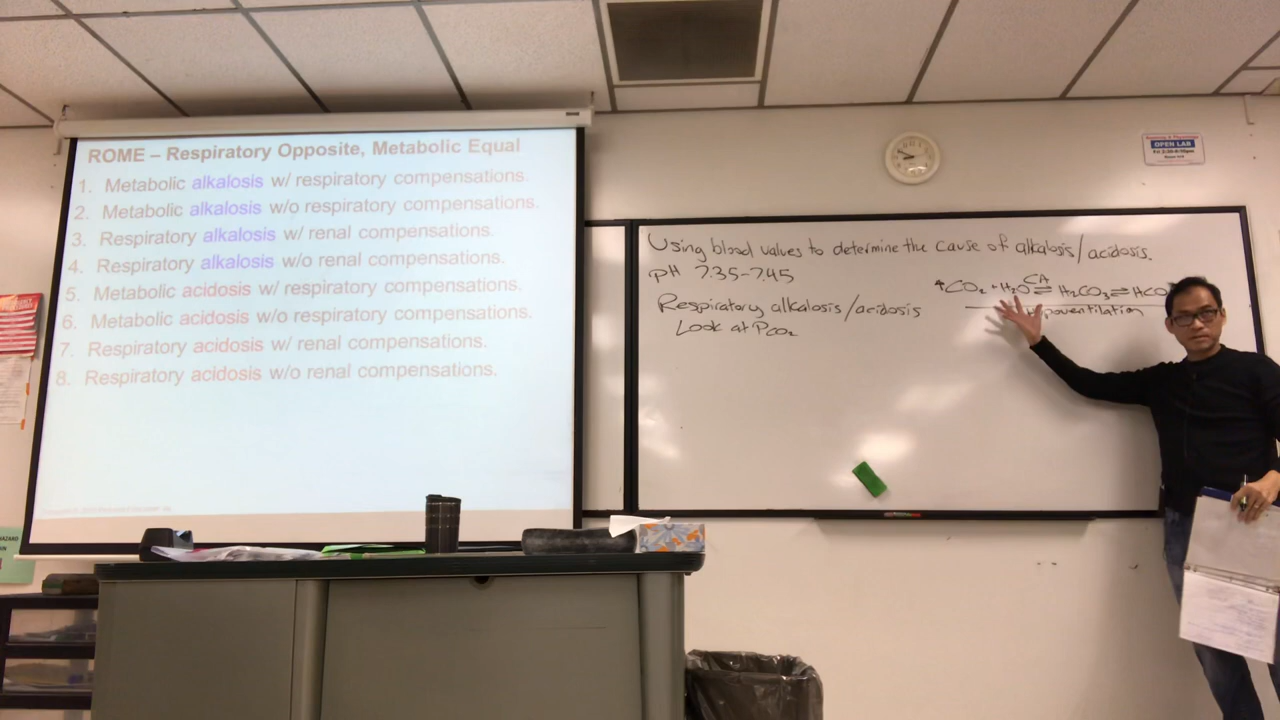 ROME – Respiratory Opposite, Metabolic Equal
1. Metabolic alkalosis w/ respiratory compensations.
2. Metabolic alkalosis w/o respiratory compensations.
3. Respiratory alkalosis w/ renal compensations.
4. Respiratory alkalosis w/o renal compensations.
5. Metabolic acidosis w/ respiratory compensations.
6. Metabolic acidosis w/o respiratory compensations.
7. Respiratory acidosis w/ renal compensations.
8. Respiratory acidosis w/o renal compensations.
Using blood values to determine the cause of alkalosis/acidosis.
pH 7.35-7.45
Respiratory alkalosis/acidosis
Look at PCO₂
↑CO₂ + H₂O CA ⇌ H₂CO₃ ⇌ HCO
poventilation
OPEN LAB